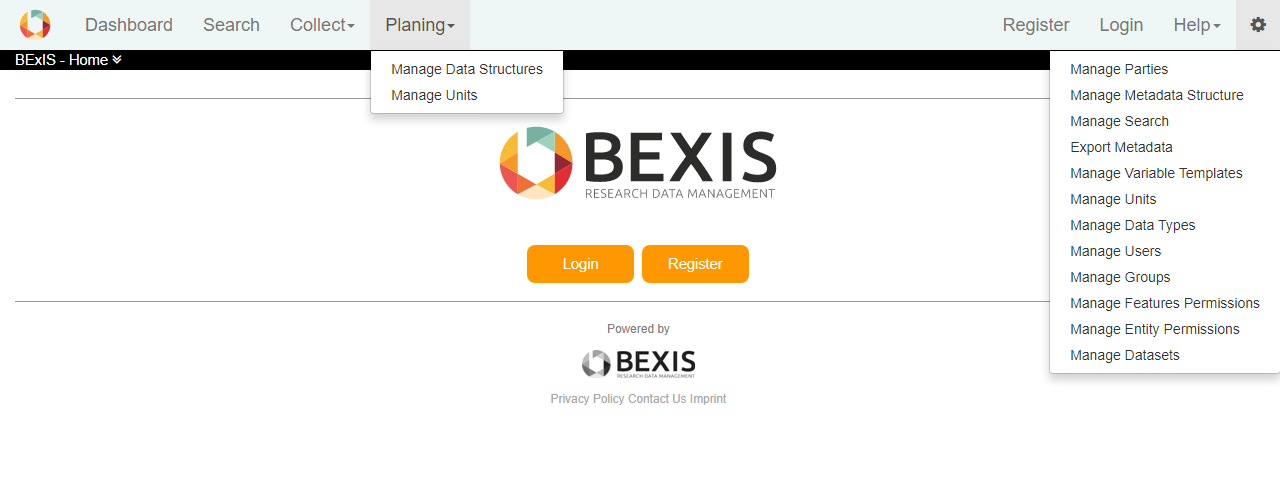 Dashboard Search Collect Planing Register Login Help
BExIS - Home
Manage Data Structures
Manage Units
Manage Parties
Manage Metadata Structure
Manage Search
Export Metadata
Manage Variable Templates
Manage Units
Manage Data Types
Manage Users
Manage Groups
Manage Features Permissions
Manage Entity Permissions
Manage Datasets
BEXIS
RESEARCH DATA MANAGEMENT
Login Register
Powered by
BEXIS
RESEARCH DATA MANAGEMENT
Privacy Policy Contact Us Imprint